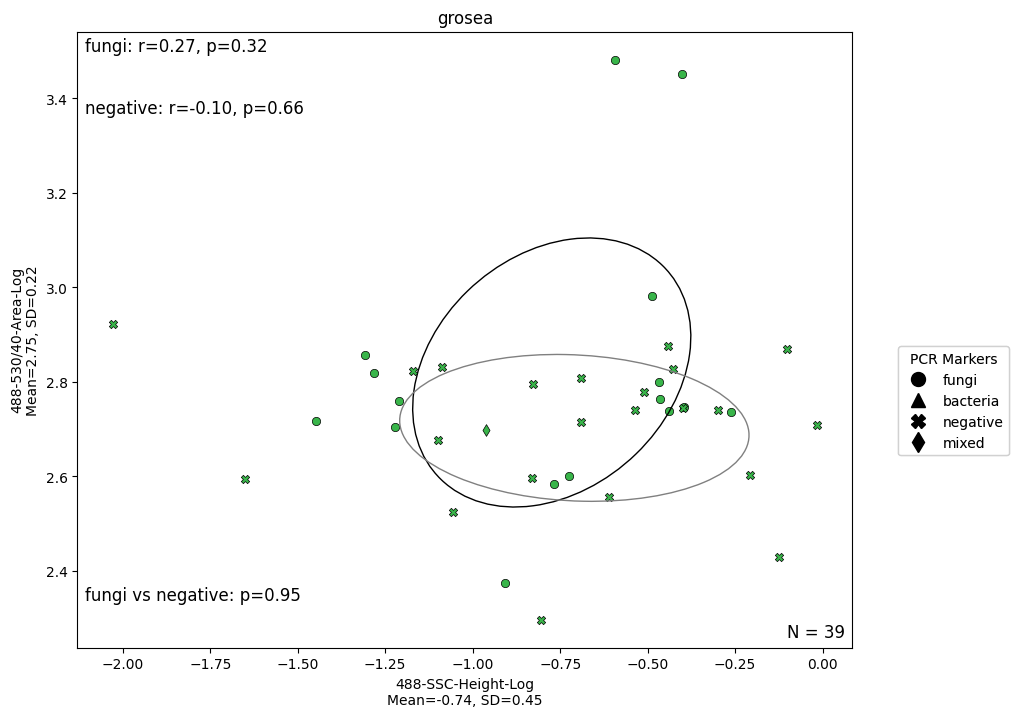 grosea
fungi: r=0.27, p=0.32
negative: r=-0.10, p=0.66
3.4
3.2
3.0
2.8
2.6
2.4
488-530/40-Area-Log
Mean=2.75, SD=0.22
PCR Markers
fungi
bacteria
negative
mixed
fungi vs negative: p=0.95
N = 39
−2.00 −1.75 −1.50 −1.25 −1.00 −0.75 −0.50 −0.25 0.00
488-SSC-Height-Log
Mean=-0.74, SD=0.45